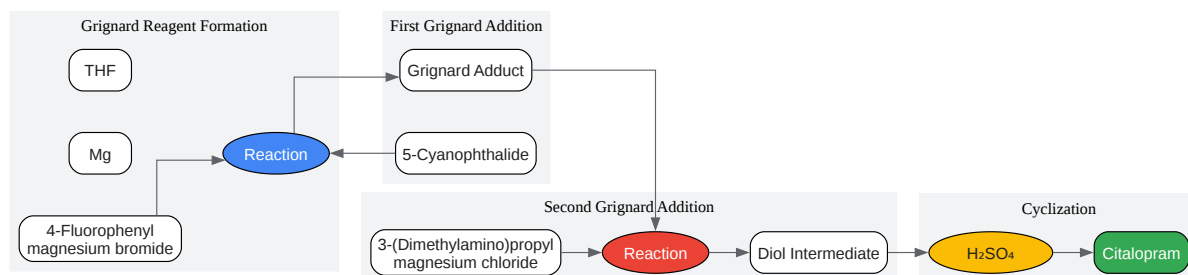 Grignard Reagent Formation
THF
Mg
4-Fluorophenyl
magnesium bromide
Reaction
First Grignard Addition
Grignard Adduct
5-Cyanophthalide
Second Grignard Addition
3-(Dimethylamino)propyl
magnesium chloride
Reaction
Diol Intermediate
Cyclization
H₂SO₄
Citalopram